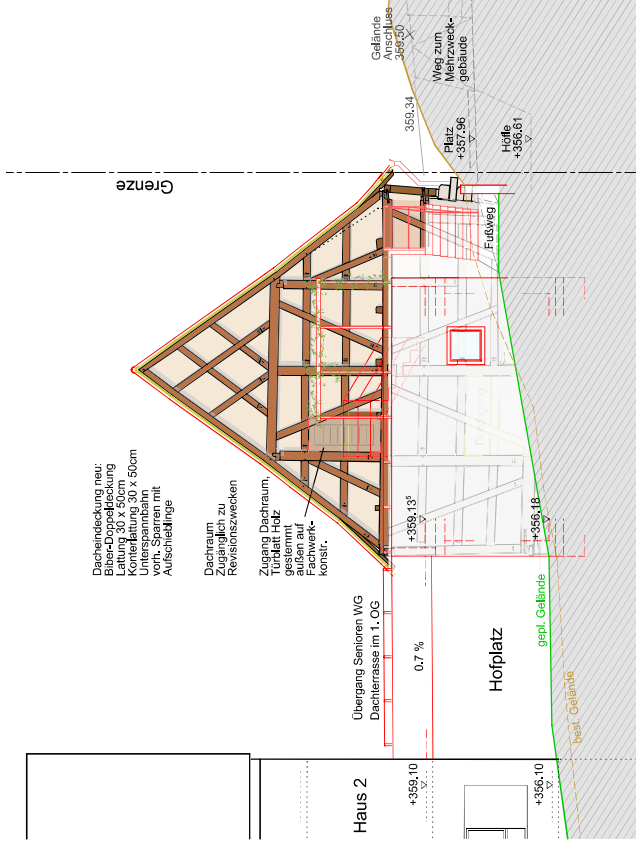 Dacheindeckung neu:
Biber-Doppeldeckung
Lattung 30 x 50cm
Konterlattung 30 x 50cm
Unterspannbahn
vorh. Sparren mit
Aufschieblinge
Dachraum
Zugänglich zu
Revisionszwecken
Zugang Dachraum,
Türblatt Holz
gestemmt
außen auf
Fachwerk-
konstr.
Grenze
Gelände
Anschluss
359.50
359.34
Weg zum
Mehrzweck-
gebäude
Platz
+357.96
Höfle
+356.61
Fußweg
Übergang Senioren WG
Dachterrasse im 1. OG
0.7 %
+359.13⁵
+356.18
Hofplatz
gepl. Gelände
best. Gelände
Haus 2
+359.10
+356.10